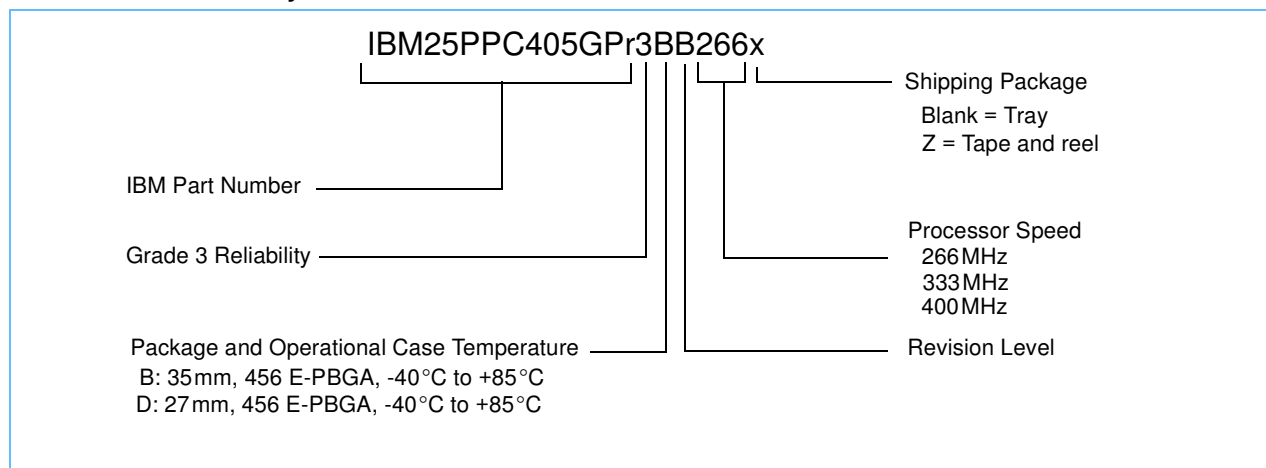 IBM25PPC405GPr3BB266x
Shipping Package
Blank = Tray
Z = Tape and reel
IBM Part Number
Processor Speed
266MHz
333MHz
400MHz
Grade 3 Reliability
Package and Operational Case Temperature
B: 35mm, 456 E-PBGA, -40°C to +85°C
D: 27mm, 456 E-PBGA, -40°C to +85°C
Revision Level